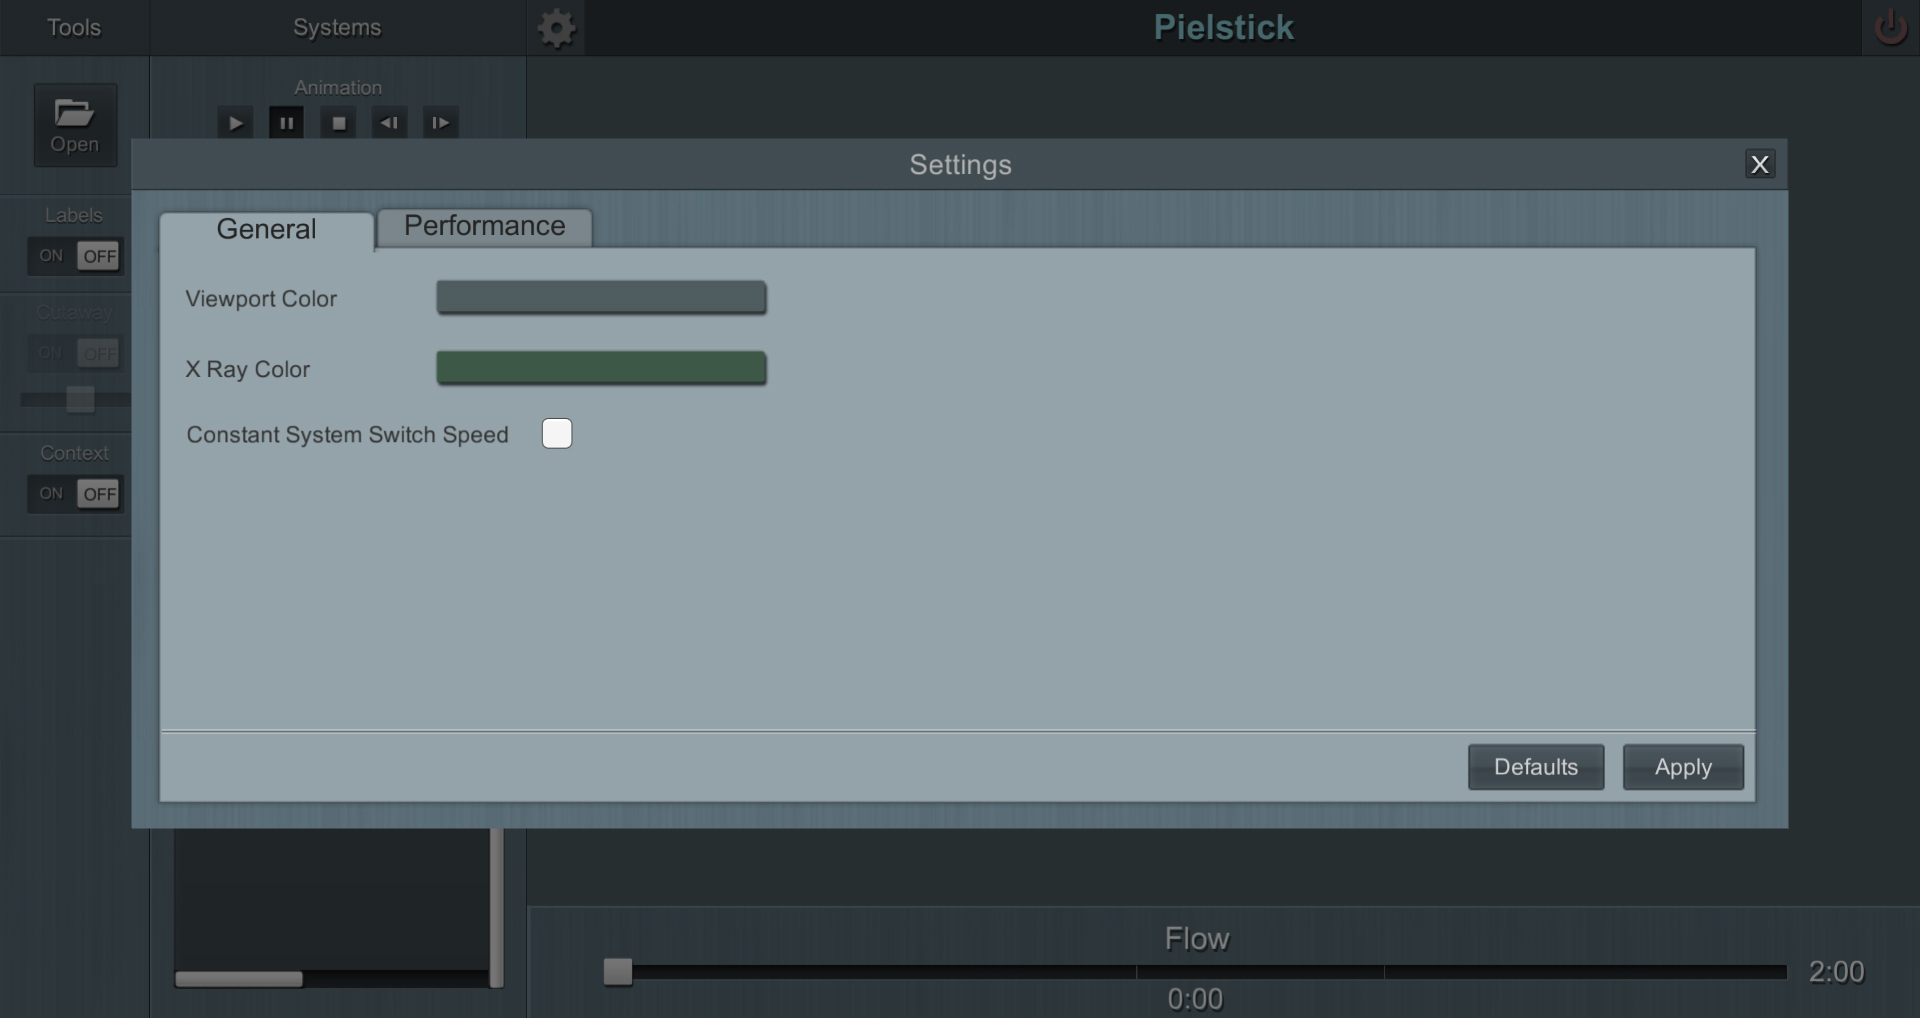 Tools
Systems
Pielstick
Animation
Open
Settings
X
Labels
ON OFF
General
Performance
Viewport Color
Cutaway
ON OFF
X Ray Color
Constant System Switch Speed
Context
ON OFF
Defaults
Apply
Flow
2:00
0:00